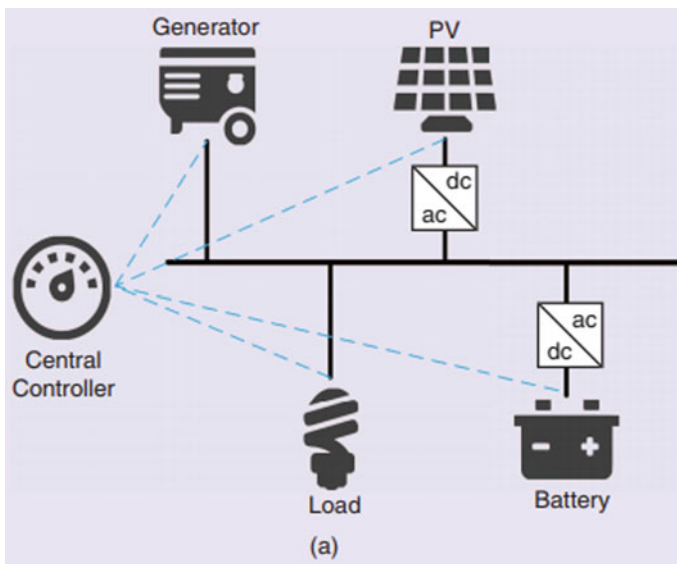 Generator
PV
dc
ac
ac
dc
Central
Controller
Load
Battery
(a)